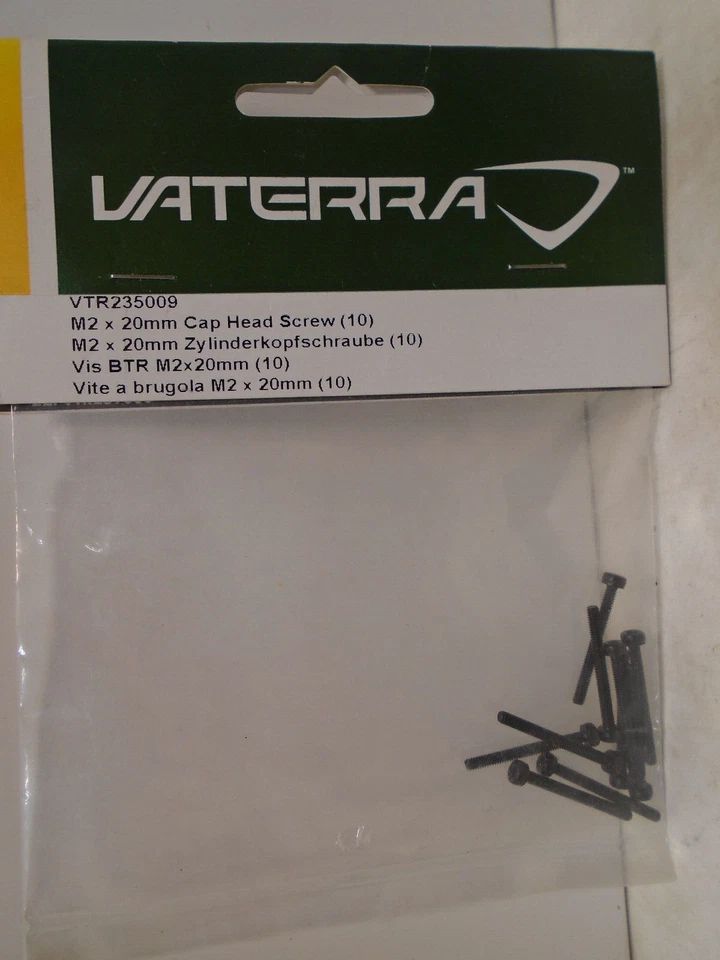 VATERRA™
VTR235009
M2 x 20mm Cap Head Screw (10)
M2 x 20mm Zylinderkopfschraube (10)
Vis BTR M2x20mm (10)
Vite a brugola M2 x 20mm (10)